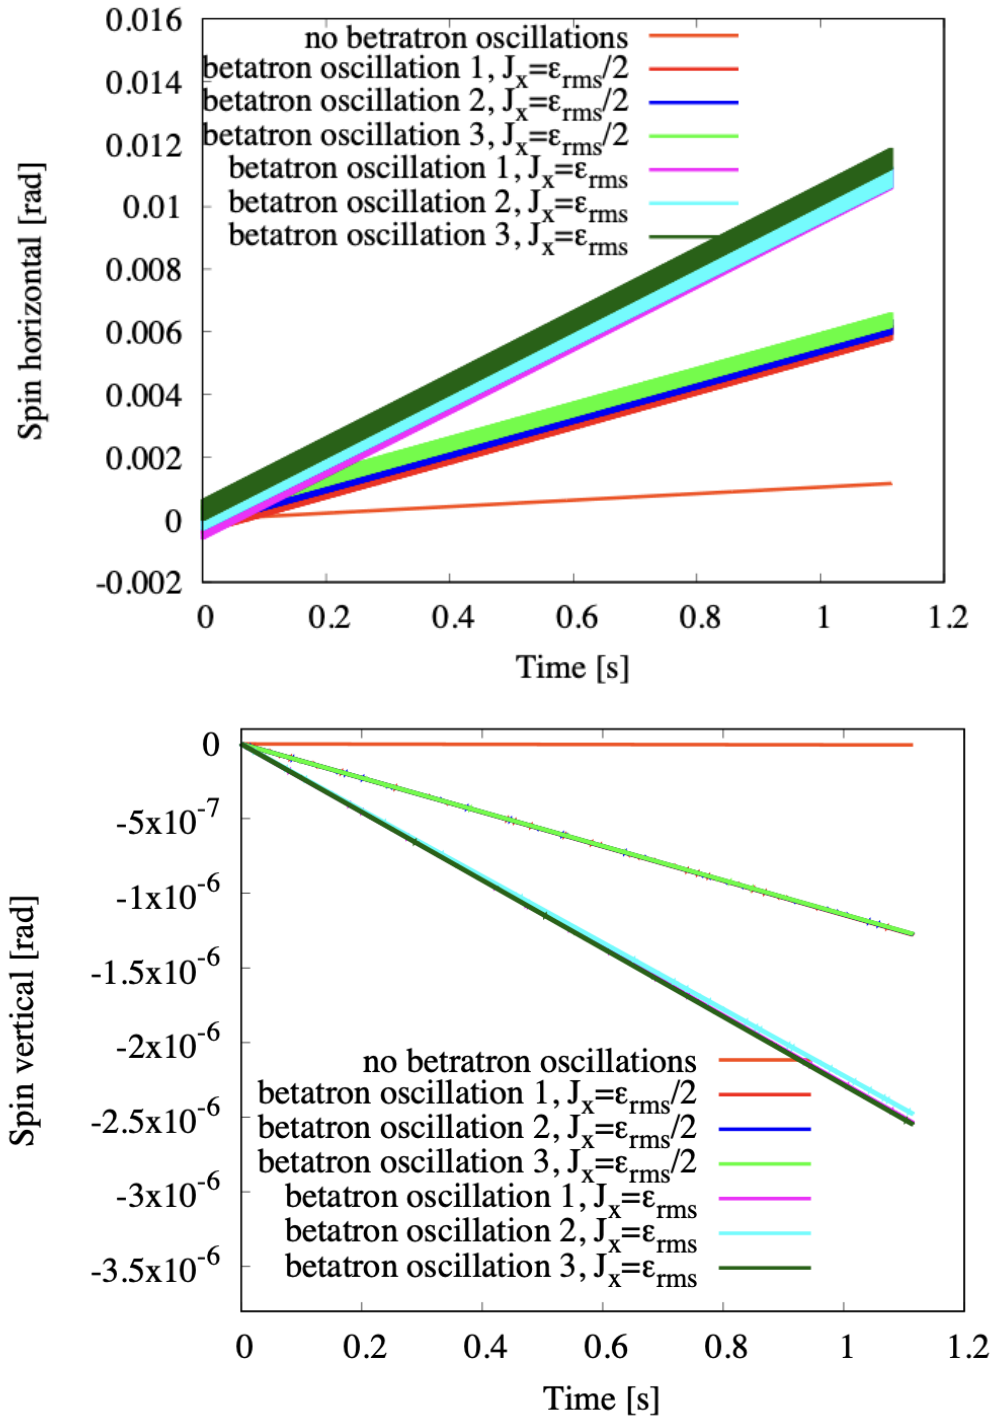 0.016
no betratron oscillations
0.014
betatron oscillation 1, Jx=εrms/2
betatron oscillation 2, Jx=εrms/2
0.012
betatron oscillation 3, Jx=εrms/2
betatron oscillation 1, Jx=εrms
0.01
betatron oscillation 2, Jx=εrms
betatron oscillation 3, Jx=εrms
0.008
0.006
0.004
0.002
0
-0.002
Spin horizontal [rad]
0 0.2 0.4 0.6 0.8 1 1.2
Time [s]
0
-5x10-7
-1x10-6
-1.5x10-6
-2x10-6
no betratron oscillations
betatron oscillation 1, Jx=εrms/2
-2.5x10-6
betatron oscillation 2, Jx=εrms/2
betatron oscillation 3, Jx=εrms/2
-3x10-6
betatron oscillation 1, Jx=εrms
betatron oscillation 2, Jx=εrms
-3.5x10-6
betatron oscillation 3, Jx=εrms
Spin vertical [rad]
0 0.2 0.4 0.6 0.8 1 1.2
Time [s]